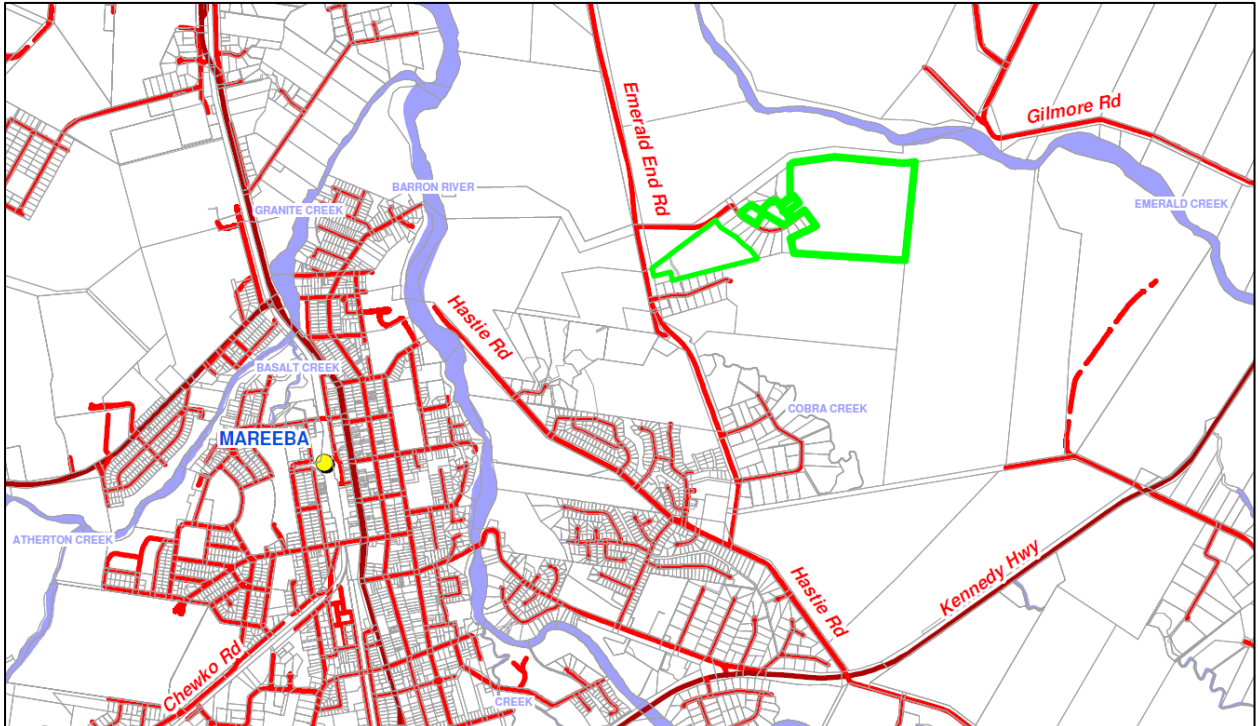 Emerald End Rd
Gilmore Rd
BARRON RIVER
GRANITE CREEK
EMERALD CREEK
Hastie Rd
BASALT CREEK
COBRA CREEK
MAREEBA
ATHERTON CREEK
Kennedy Hwy
Hastie Rd
Chewko Rd
CREEK